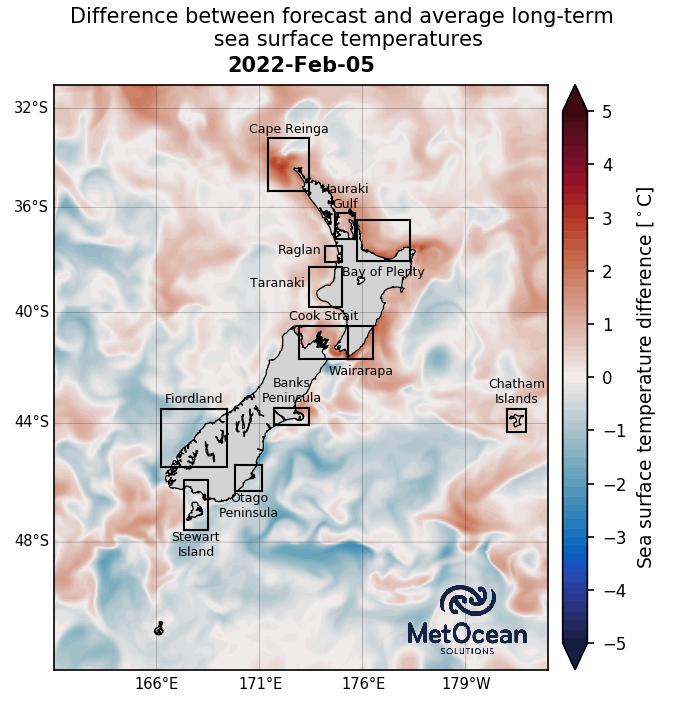 Difference between forecast and average long-term
sea surface temperatures
2022-Feb-05
32°S
36°S
40°S
44°S
48°S
166°E
171°E
176°E
179°W
Cape Reinga
Hauraki
Gulf
Raglan
Bay of Plenty
Taranaki
Cook Strait
Wairarapa
Banks
Peninsula
Fiordland
Chatham
Islands
Otago
Peninsula
Stewart
Island
MetOcean
SOLUTIONS
5
4
3
2
1
0
−1
−2
−3
−4
−5
Sea surface temperature difference [°C]